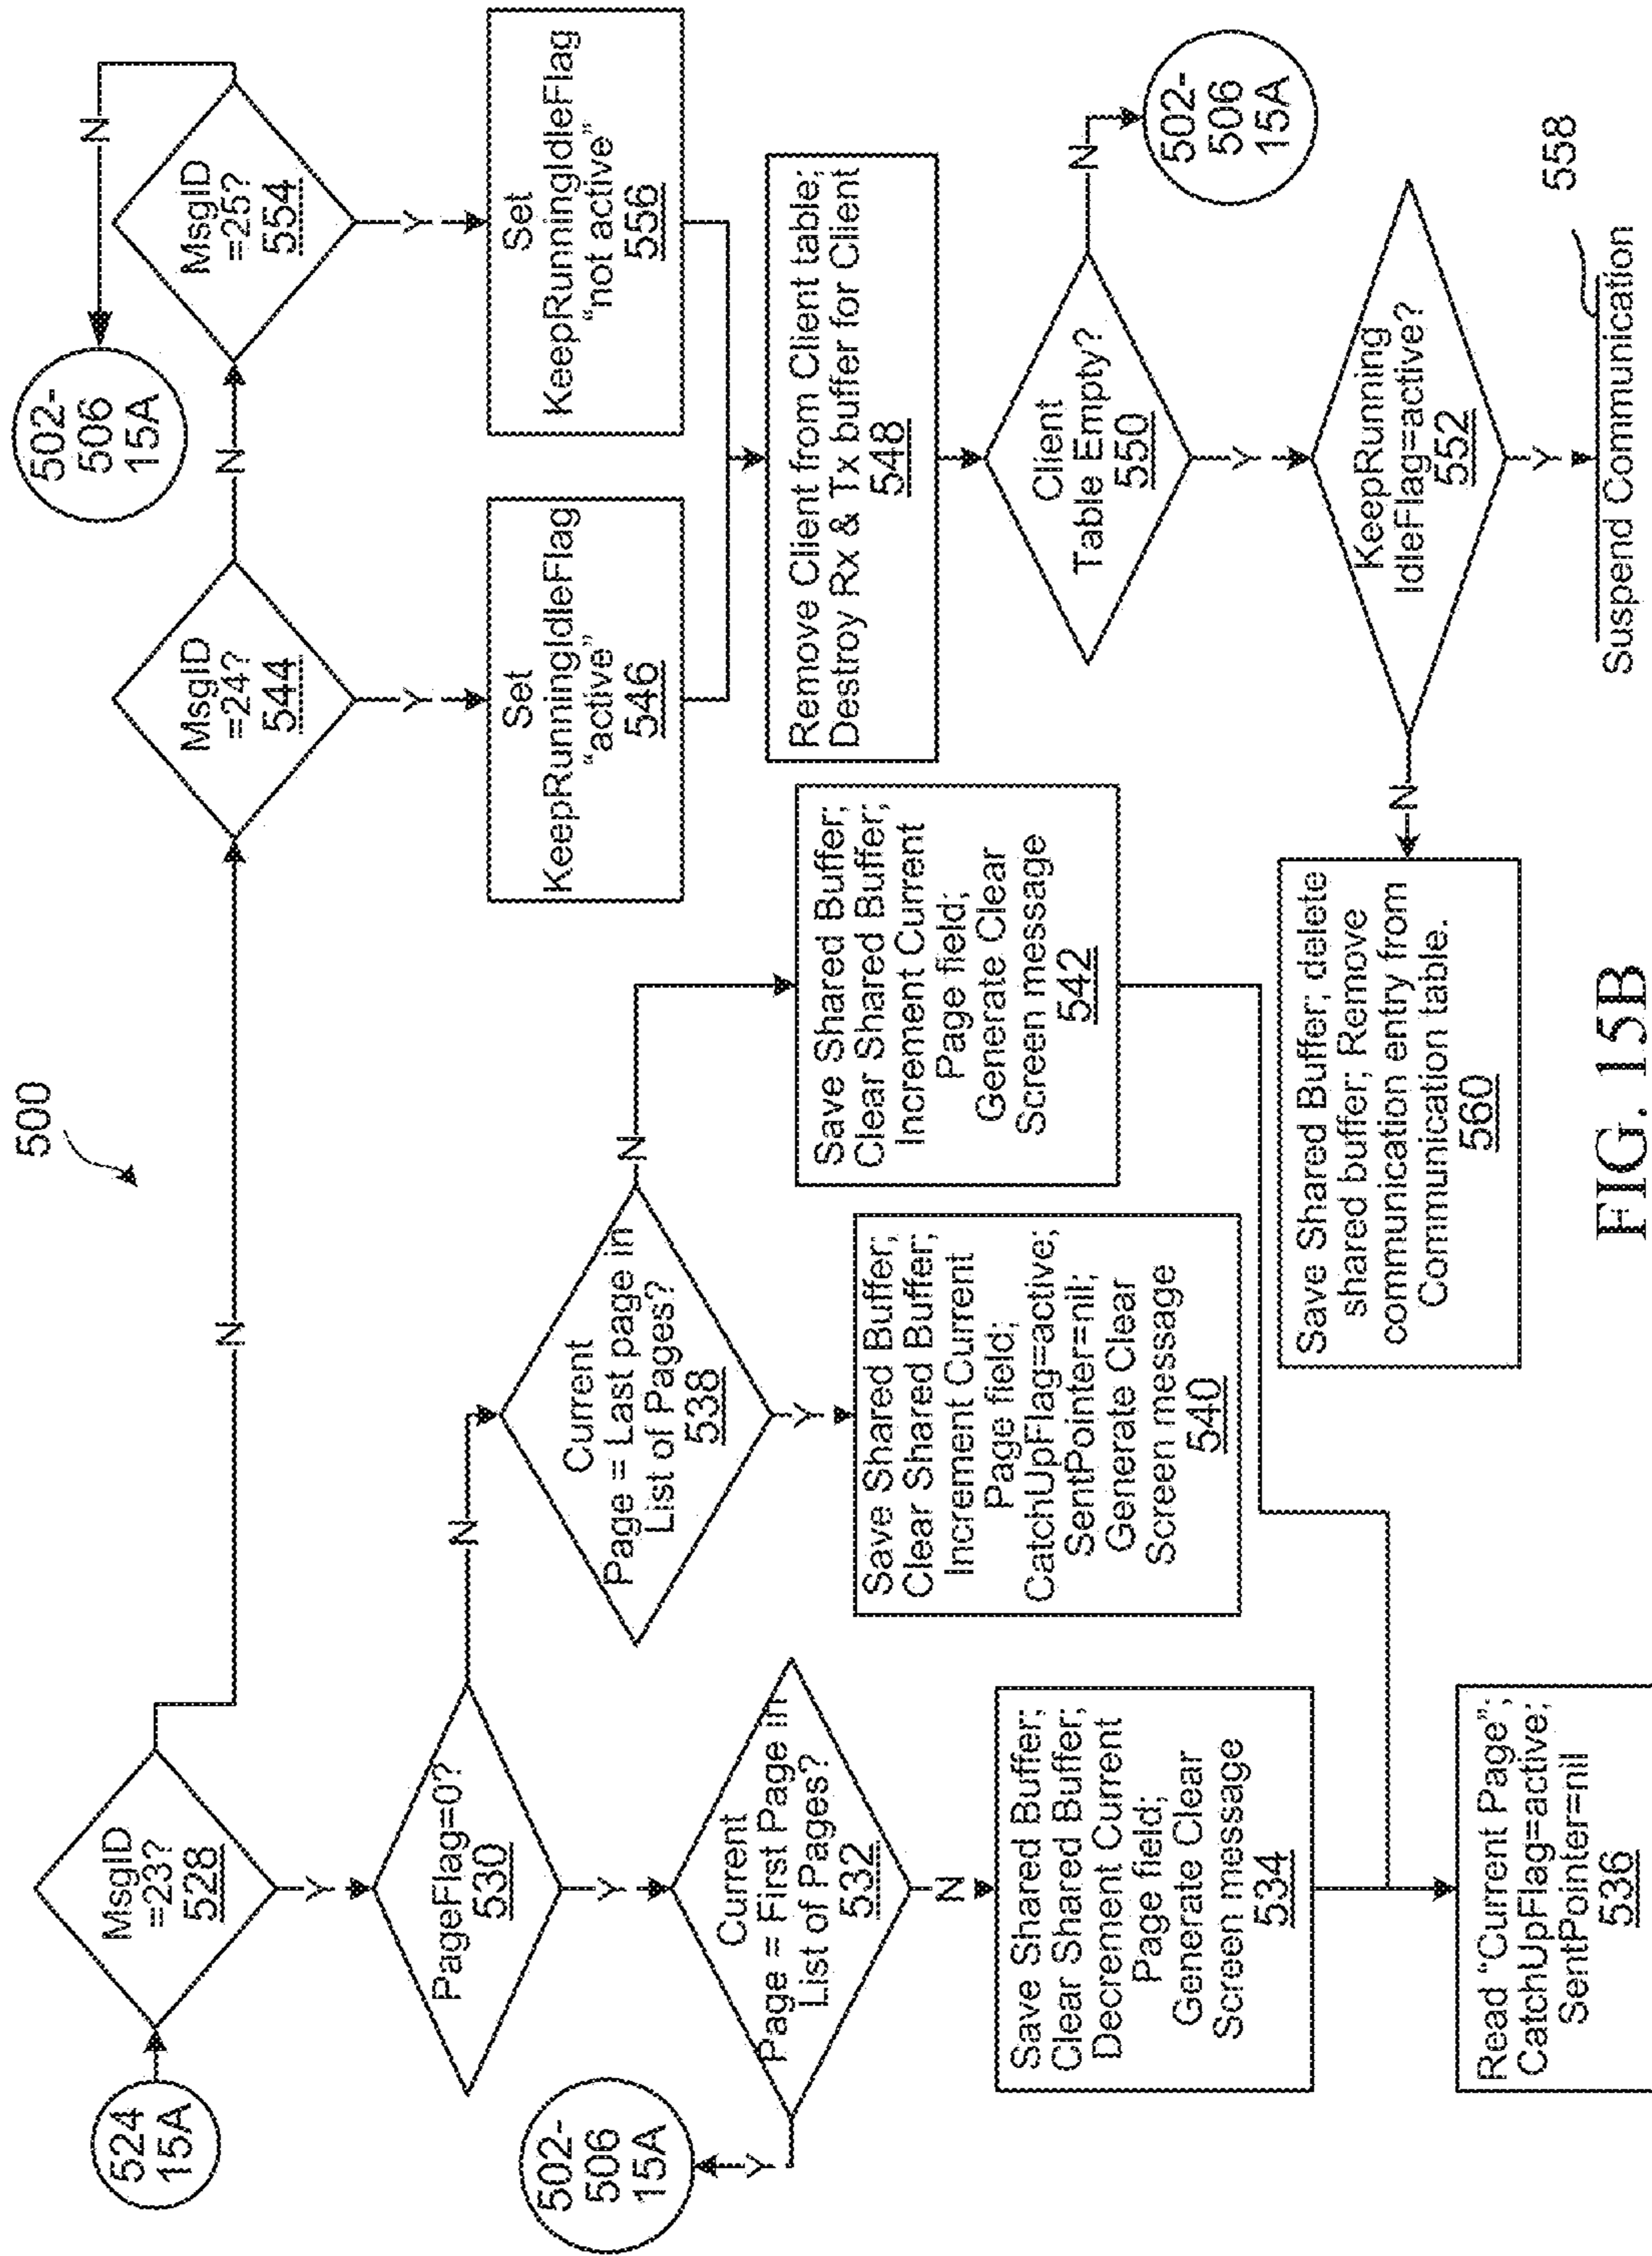 500
524
15A
MsgID
=23?
528
N
Y
PageFlag=0?
530
N
Y
Current
Page = First Page in
List of Pages?
532
Y
502-
506
15A
N
Save Shared Buffer;
Clear Shared Buffer;
Decrement Current
Page field;
Generate Clear
Screen message
534
Read "Current Page";
CatchUpFlag=active;
SentPointer=nil
536
Current
Page = Last page in
List of Pages?
538
N
Y
Save Shared Buffer;
Clear Shared Buffer;
Increment Current
Page field;
CatchUpFlag=active;
SentPointer=nil;
Generate Clear
Screen message
540
Save Shared Buffer;
Clear Shared Buffer;
Increment Current
Page field;
Generate Clear
Screen message
542
MsgID
=24?
544
N
Y
Set
KeepRunningIdleFlag
“active”
546
MsgID
=25?
554
N
502-
506
15A
Y
Set
KeepRunningIdleFlag
“not active”
556
Remove Client from Client table;
Destroy Rx & Tx buffer for Client
548
Client
Table Empty?
550
N
502-
506
15A
Y
KeepRunning
IdleFlag=active?
552
N
Y
Save Shared Buffer; delete
shared buffer; Remove
communication entry from
Communication table.
560
Suspend Communication
558
FIG. 15B